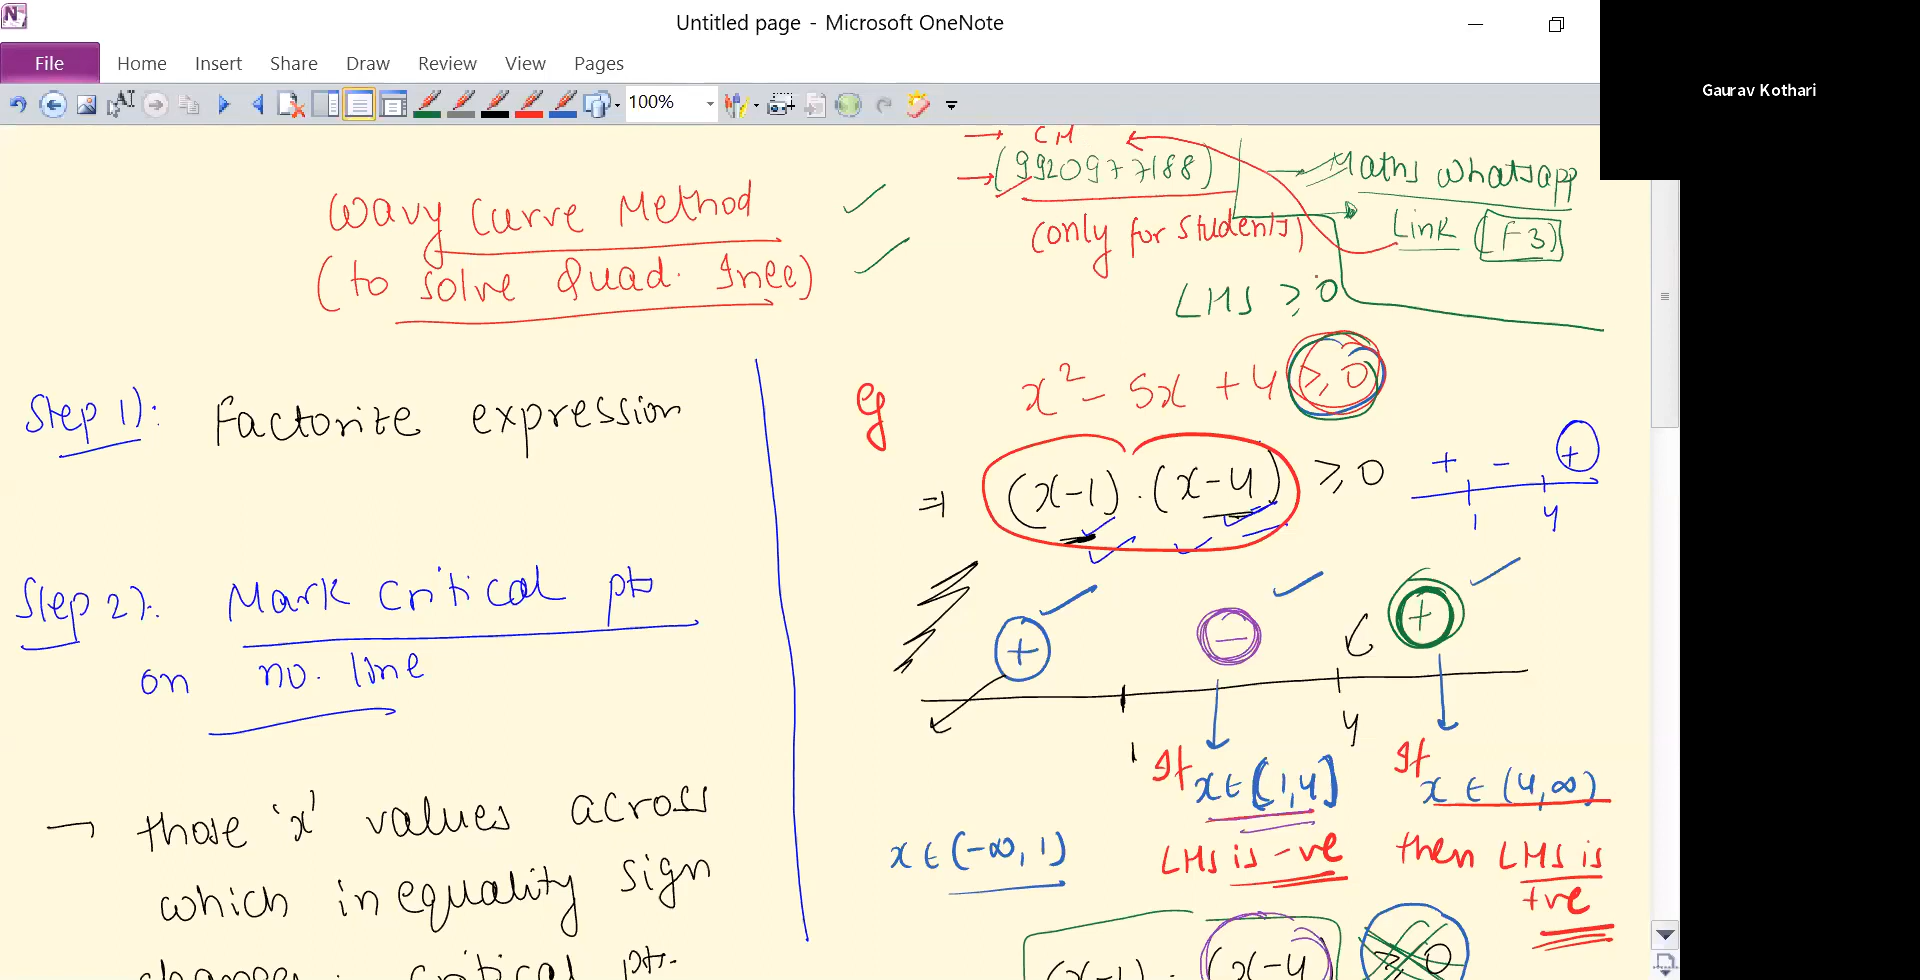 Untitled page - Microsoft OneNote
File Home Insert Share Draw Review View Pages
100%
Gaurav Kothari
CM
(9920977188)
Maths Whatsapp
(only for students)
Link (F3)
LHS ≥ 0
Wavy Curve Method
(to solve Quad. Ineq)
Step 1): Factorize expression
Step 2): Mark critical pts
on no. line
→ those 'x' values across
which inequality sign
changes : critical pts.
eg x² - 5x + 4 ≥ 0
⇒ (x-1) . (x-4) ≥ 0
+ - +
1 4
+ - +
1 4
If x ∈ (1,4]
LHS is -ve
If x ∈ (4,∞)
then LHS is
+ve
x ∈ (-∞, 1)
(x-1) . (x-4 ≥ 0